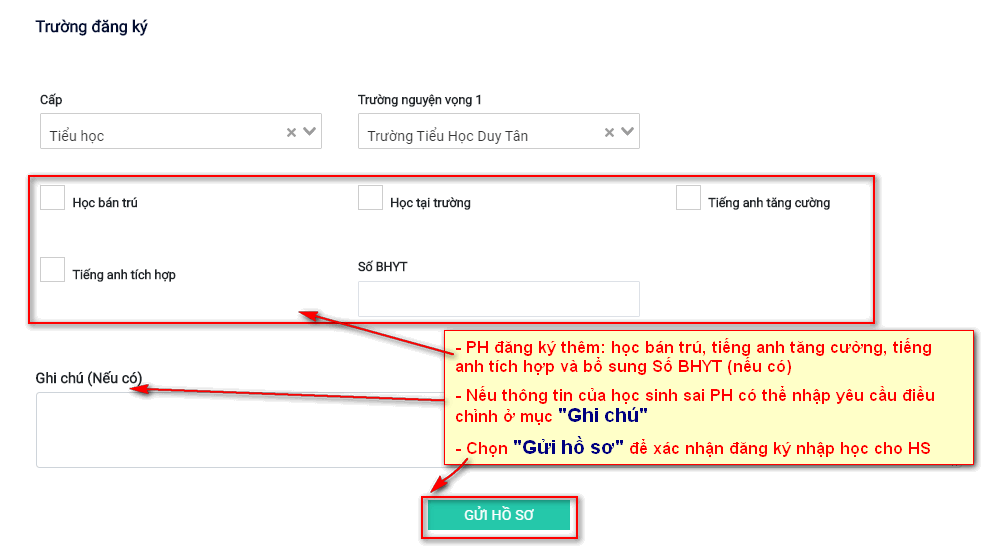 Trường đăng ký
Cấp
Trường nguyện vọng 1
Tiểu học
Trường Tiểu Học Duy Tân
Học bán trú
Học tại trường
Tiếng anh tăng cường
Tiếng anh tích hợp
Số BHYT
- PH đăng ký thêm: học bán trú, tiếng anh tăng cường, tiếng
anh tích hợp và bổ sung Số BHYT (nếu có)
Ghi chú (Nếu có)
- Nếu thông tin của học sinh sai PH có thể nhập yêu cầu điều
chỉnh ở mục "Ghi chú"
- Chọn "Gửi hồ sơ" để xác nhận đăng ký nhập học cho HS
GỬI HỒ SƠ